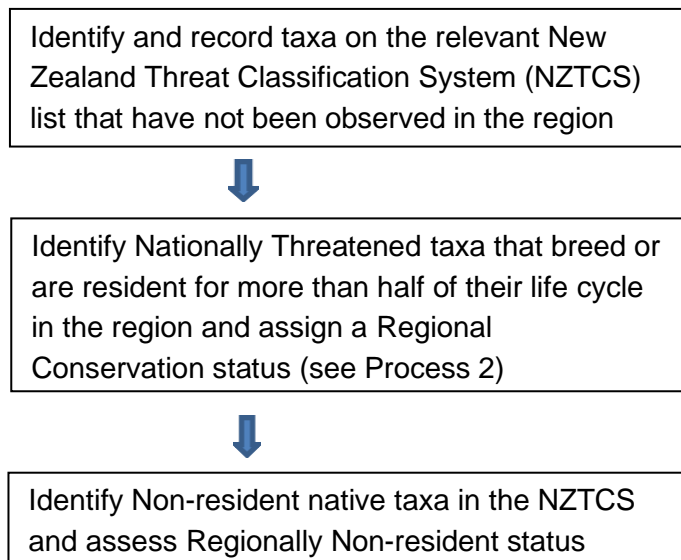 Identify and record taxa on the relevant New
Zealand Threat Classification System (NZTCS)
list that have not been observed in the region
Identify Nationally Threatened taxa that breed or
are resident for more than half of their life cycle
in the region and assign a Regional
Conservation status (see Process 2)
Identify Non-resident native taxa in the NZTCS
and assess Regionally Non-resident status